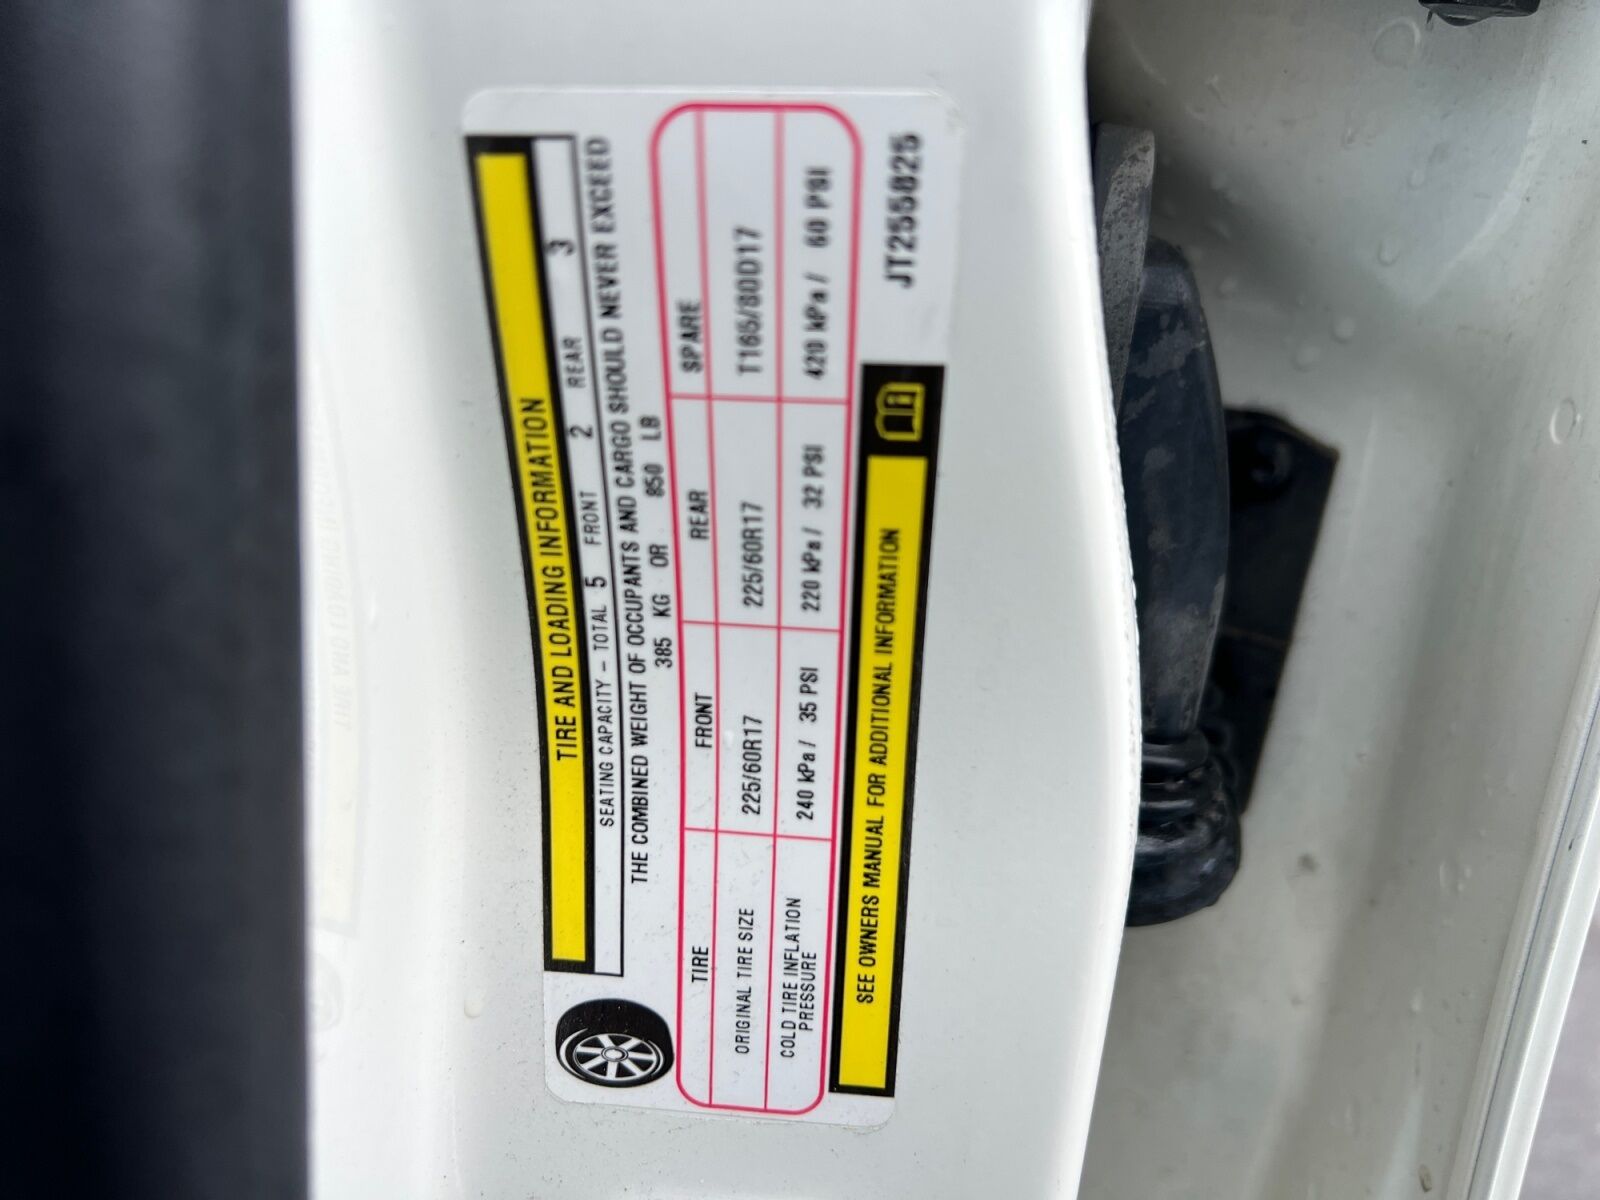 TIRE AND LOADING INFORMATION
SEATING CAPACITY - TOTAL 5 FRONT 2 REAR 3
THE COMBINED WEIGHT OF OCCUPANTS AND CARGO SHOULD NEVER EXCEED
385 KG OR 850 LB
TIRE FRONT REAR SPARE
ORIGINAL TIRE SIZE 225/60R17 225/60R17 T165/80D17
COLD TIRE INFLATION
PRESSURE 240 kPa/ 35 PSI 220 kPa/ 32 PSI 420 kPa/ 60 PSI
SEE OWNERS MANUAL FOR ADDITIONAL INFORMATION
JT255825